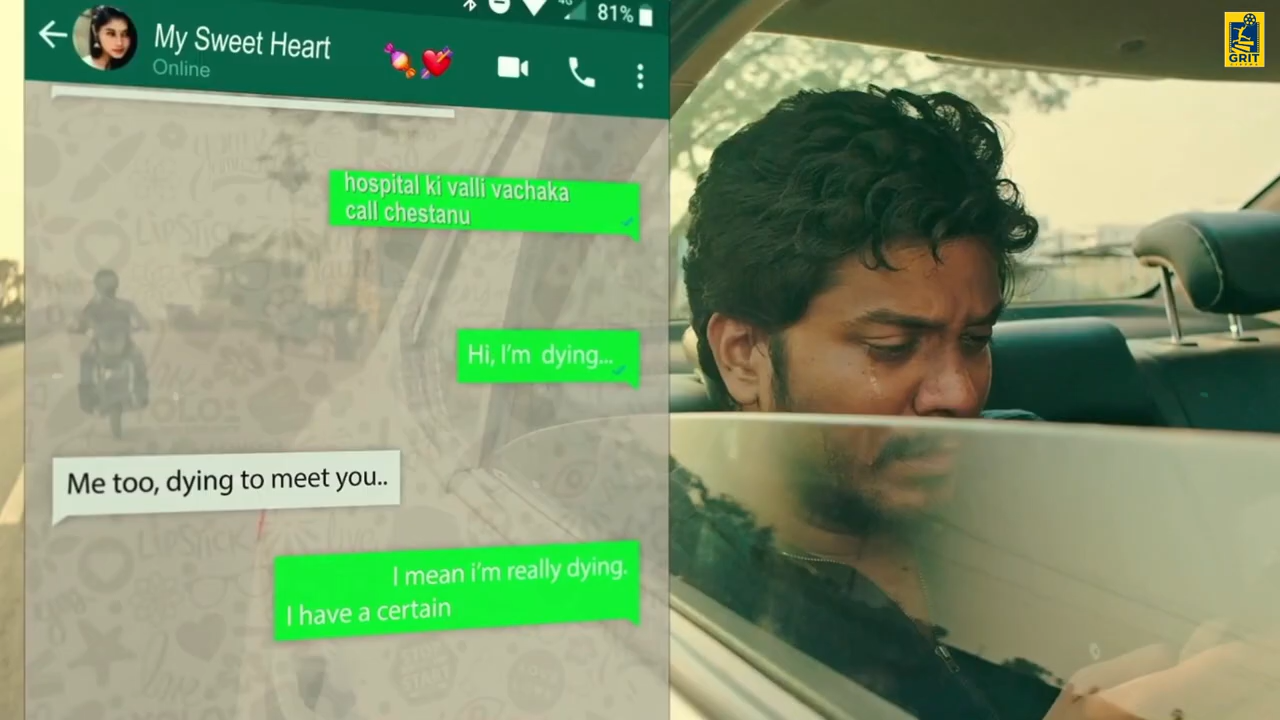 81%
My Sweet Heart
Online
hospital ki valli vachaka
call chestanu
Hi, I'm dying...
Me too, dying to meet you..
I mean i'm really dying.
I have a certain
GRIT